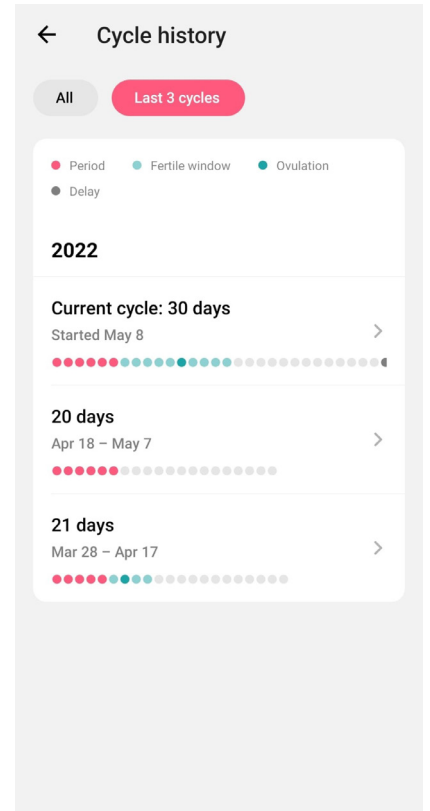 Cycle history
All
Last 3 cycles
Period
Fertile window
Ovulation
Delay
2022
Current cycle: 30 days
Started May 8
20 days
Apr 18 – May 7
21 days
Mar 28 – Apr 17